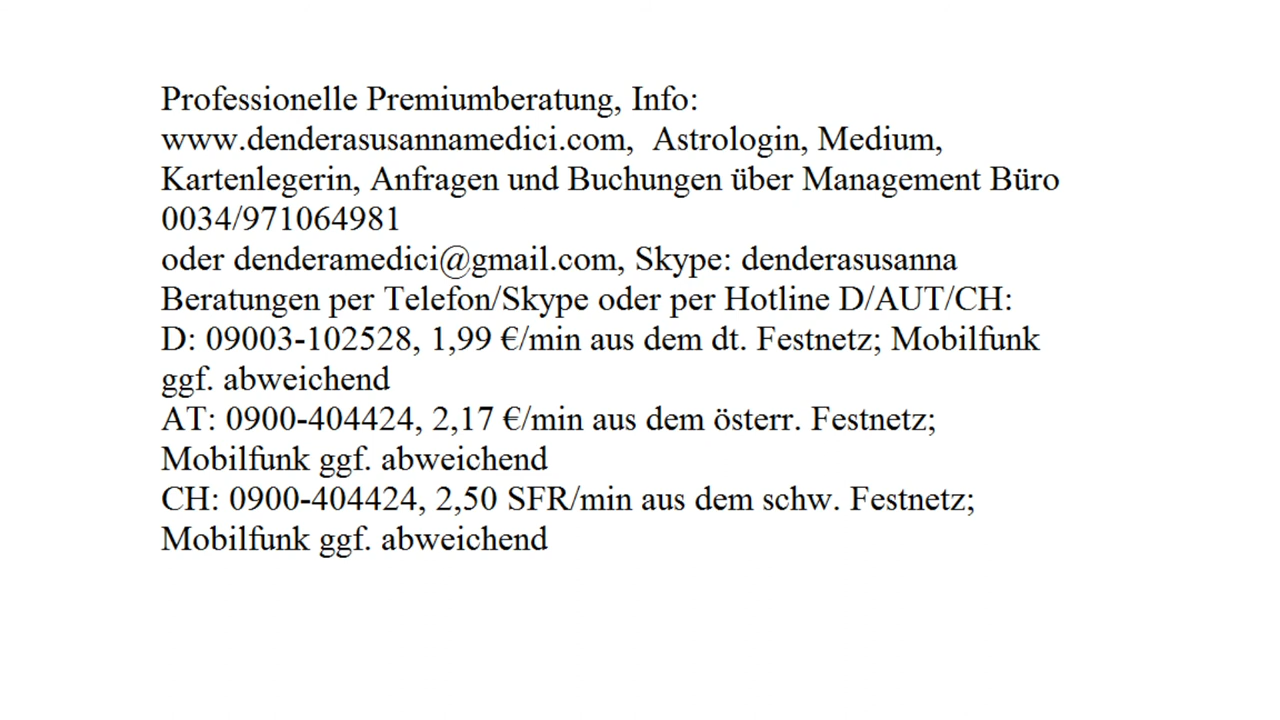 Professionelle Premiumberatung, Info:
www.denderasusannamedici.com,  Astrologin, Medium,
Kartenlegerin, Anfragen und Buchungen über Management Büro
0034/971064981
oder denderamedici@gmail.com, Skype: denderasusanna
Beratungen per Telefon/Skype oder per Hotline D/AUT/CH:
D: 09003-102528, 1,99 €/min aus dem dt. Festnetz; Mobilfunk
ggf. abweichend
AT: 0900-404424, 2,17 €/min aus dem österr. Festnetz;
Mobilfunk ggf. abweichend
CH: 0900-404424, 2,50 SFR/min aus dem schw. Festnetz;
Mobilfunk ggf. abweichend